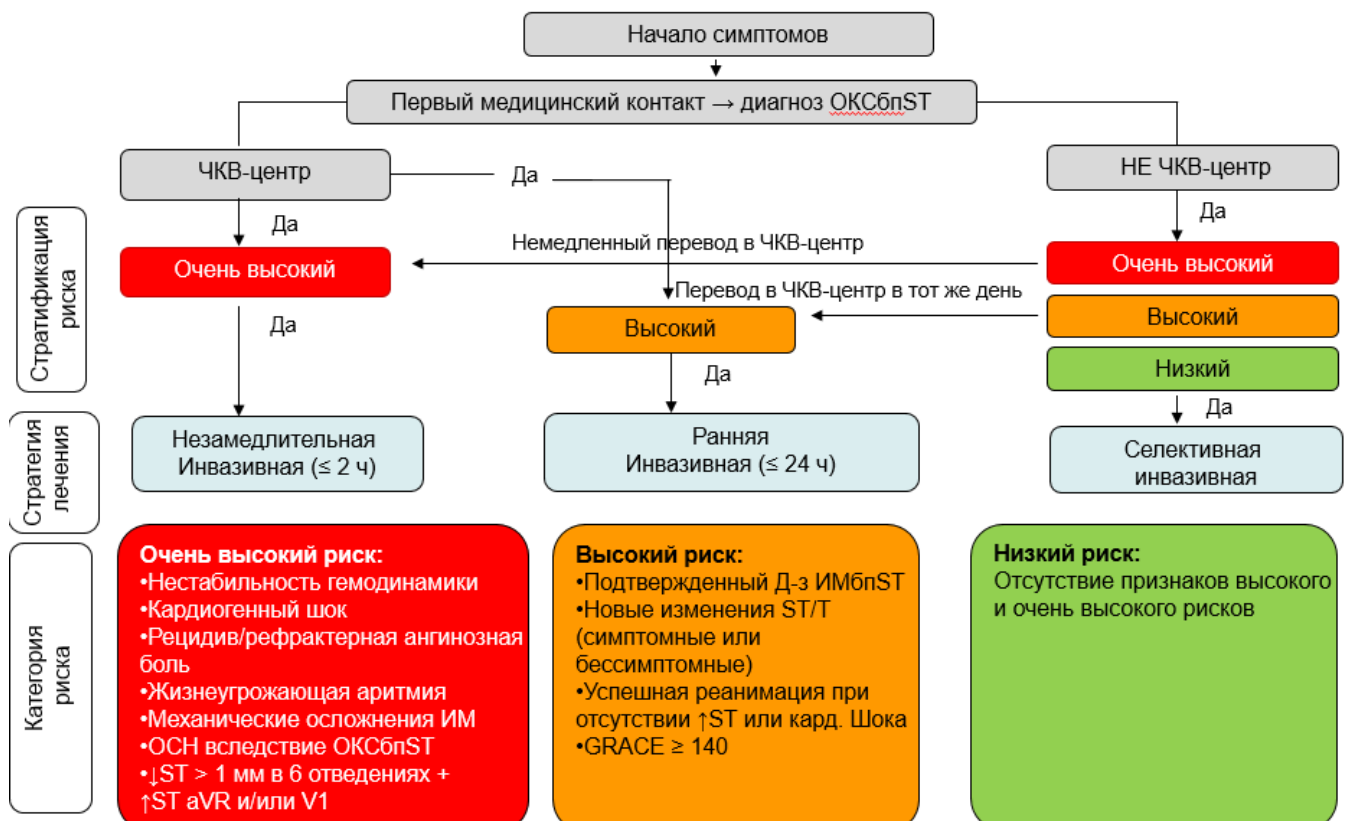 Начало симптомов
Первый медицинский контакт → диагноз ОКСбпST
ЧКВ-центр
Да
НЕ ЧКВ-центр
Да
Да
Стратификация
риска
Немедленный перевод в ЧКВ-центр
Очень высокий
Очень высокий
Перевод в ЧКВ-центр в тот же день
Да
Высокий
Высокий
Низкий
Да
Да
Стратегия
лечения
Незамедлительная
Инвазивная (≤ 2 ч)
Ранняя
Инвазивная (≤ 24 ч)
Селективная
инвазивная
Категория
риска
Очень высокий риск:
•Нестабильность гемодинамики
•Кардиогенный шок
•Рецидив/рефрактерная ангинозная
боль
•Жизнеугрожающая аритмия
•Механические осложнения ИМ
•ОСН вследствие ОКСбпST
•↓ST > 1 мм в 6 отведениях +
↑ST aVR и/или V1
Высокий риск:
•Подтвержденный Д-з ИМбпST
•Новые изменения ST/T
(симптомные или
бессимптомные)
•Успешная реанимация при
отсутствии ↑ST или кард. Шока
•GRACE ≥ 140
Низкий риск:
Отсутствие признаков высокого
и очень высокого рисков